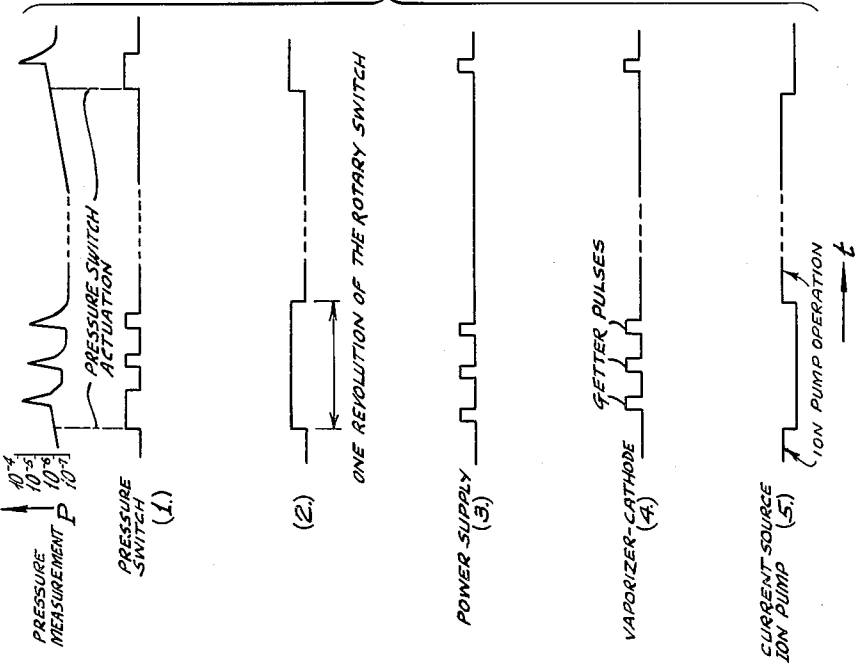 PRESSURE
MEASUREMENT
P
10⁻⁴
10⁻⁵
10⁻⁶
10⁻⁷
PRESSURE SWITCH
ACTUATION
PRESSURE
SWITCH
(1.)
(2.)
ONE REVOLUTION OF THE ROTARY SWITCH
POWER SUPPLY
(3.)
GETTER PULSES
VAPORIZER-CATHODE
(4.)
CURRENT SOURCE
ION PUMP
(5.)
ION PUMP OPERATION
t